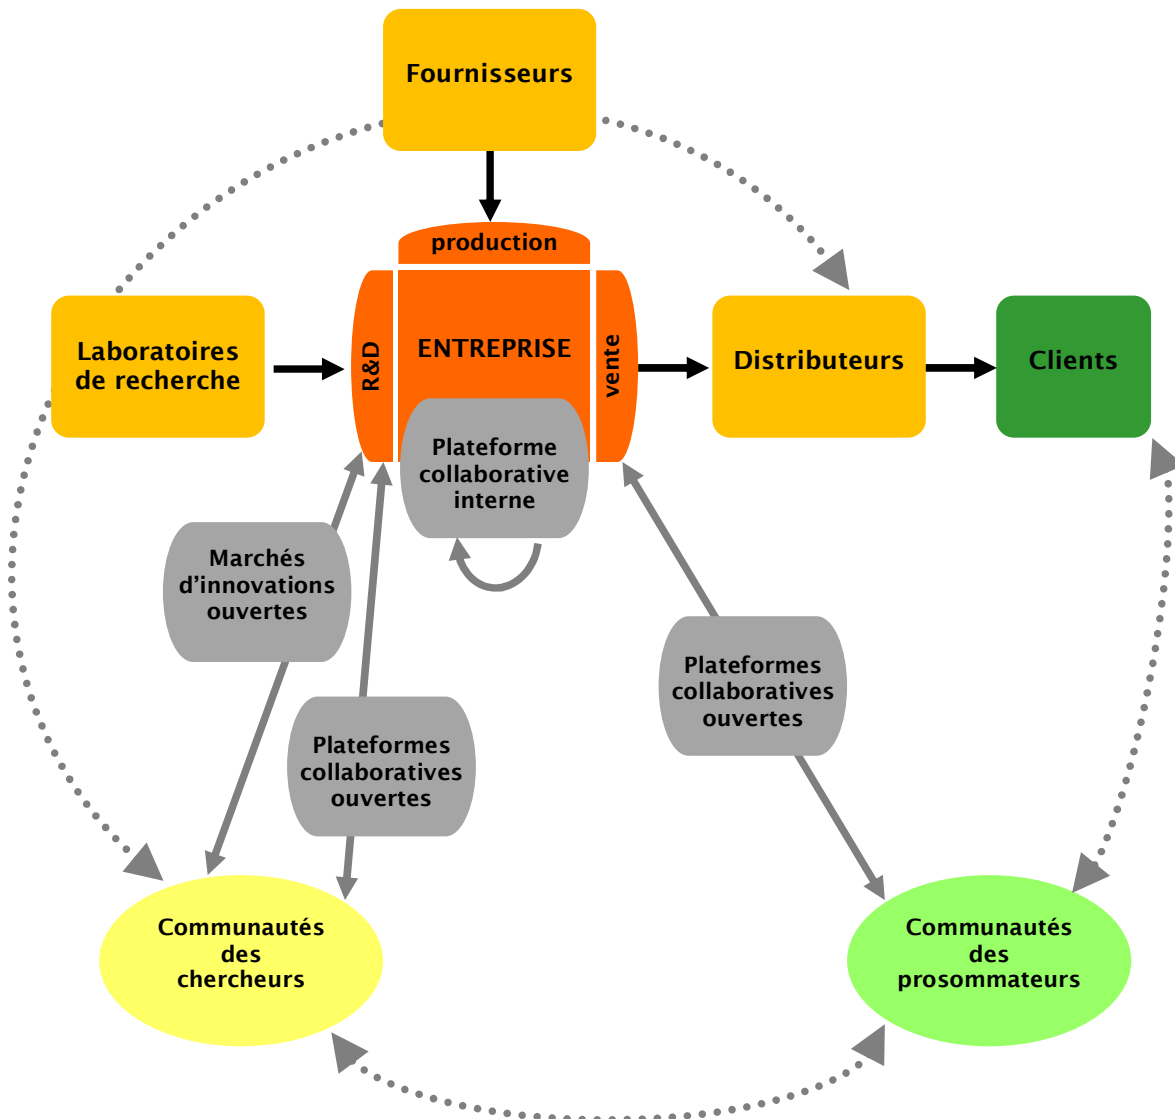 Fournisseurs
production
Laboratoires
de recherche
R&D
ENTREPRISE
vente
Distributeurs
Clients
Plateforme
collaborative
interne
Marchés
d'innovations
ouvertes
Plateformes
collaboratives
ouvertes
Plateformes
collaboratives
ouvertes
Communautés
des
chercheurs
Communautés
des
prosommateurs